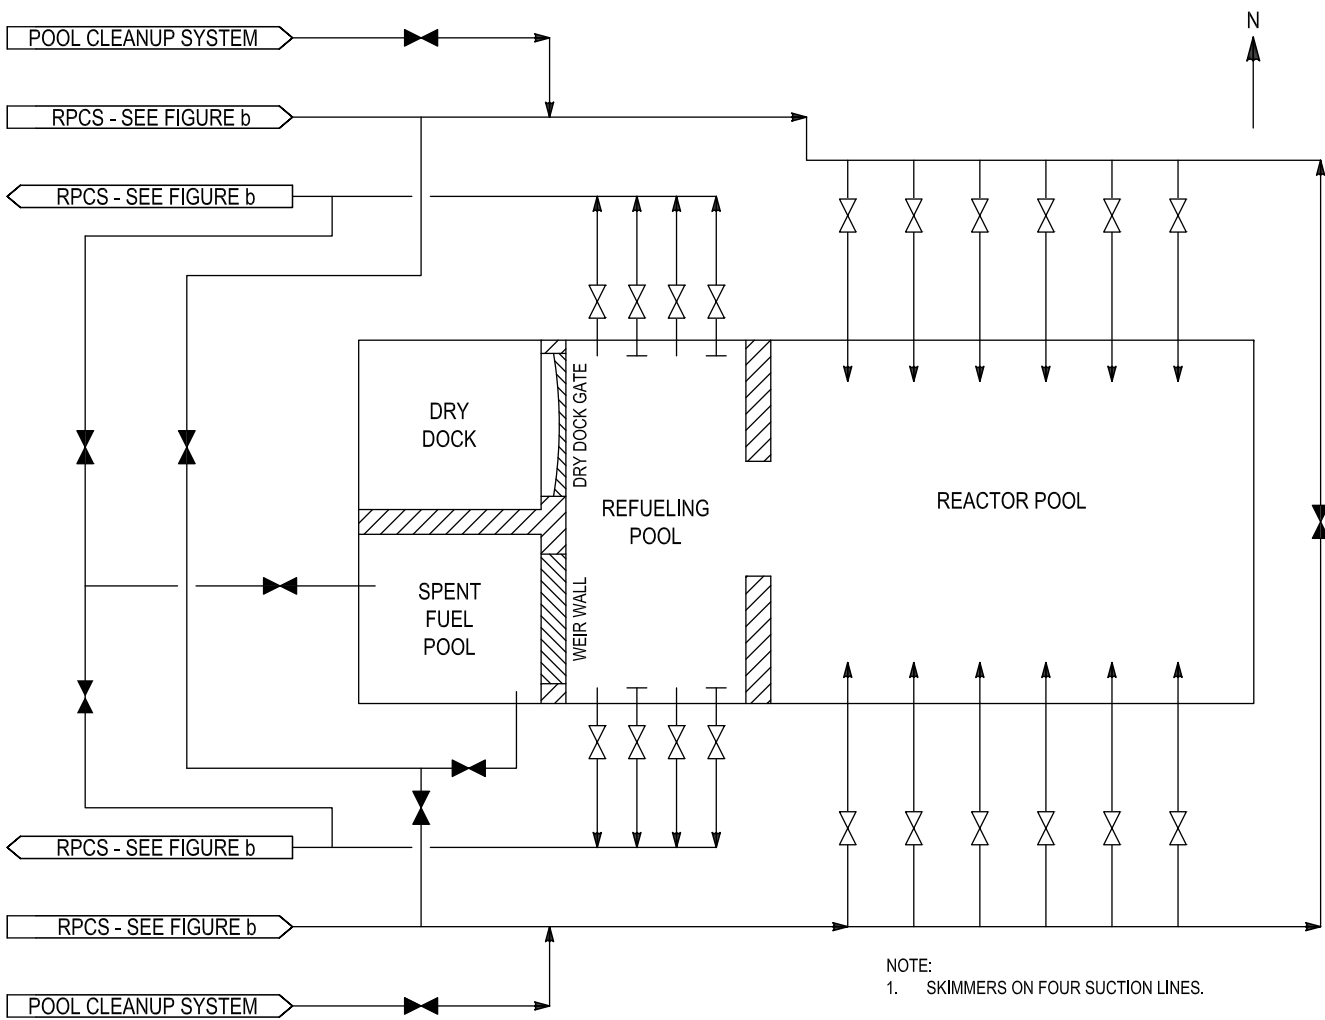 POOL CLEANUP SYSTEM
N
RPCS - SEE FIGURE b
RPCS - SEE FIGURE b
DRY
DOCK
DRY DOCK GATE
REFUELING
POOL
REACTOR POOL
SPENT
FUEL
POOL
WEIR WALL
RPCS - SEE FIGURE b
RPCS - SEE FIGURE b
POOL CLEANUP SYSTEM
NOTE:
1. SKIMMERS ON FOUR SUCTION LINES.